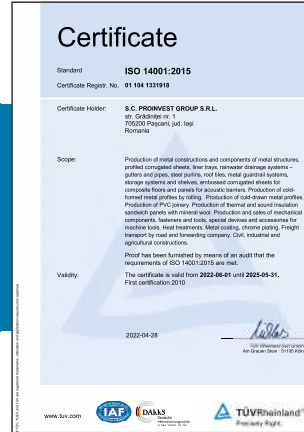 Certificate
Standard ISO 14001:2015
Certificate Registr. No. 01 104 1331918
Certificate Holder: S.C. PROINVEST GROUP S.R.L.
str. Grădiniței nr. 1
705200 Pașcani, jud. Iași
Romania
Scope: Production of metal constructions and components of metal structures,
profiled corrugated sheets, liner trays, rainwater drainage systems –
gutters and pipes, steel purlins, roof tiles, metal guardrail systems,
storage systems and shelves, embossed corrugated sheets for
composite floors and panels for acoustic barriers. Production of cold-
formed metal profiles by rolling. Production of cold-drawn metal profiles.
Production of PVC joinery. Production of thermal and sound insulation
sandwich panels with mineral wool. Production and sales of mechanical
components, fasteners and tools, special devices and accessories for
machine tools. Heat treatments. Metal coating, chrome plating. Freight
transport by road and forwarding company. Civil, industrial and
agricultural constructions.
Proof has been furnished by means of an audit that the
requirements of ISO 14001:2015 are met.
Validity: The certificate is valid from 2022-06-01 until 2025-05-31.
First certification 2010
2022-04-28
Am Grauen Stein · 51105 Köln
www.tuv.com
IAF
DAkkS
Deutsche
Akkreditierungsstelle
TÜVRheinland®
Precisely Right.